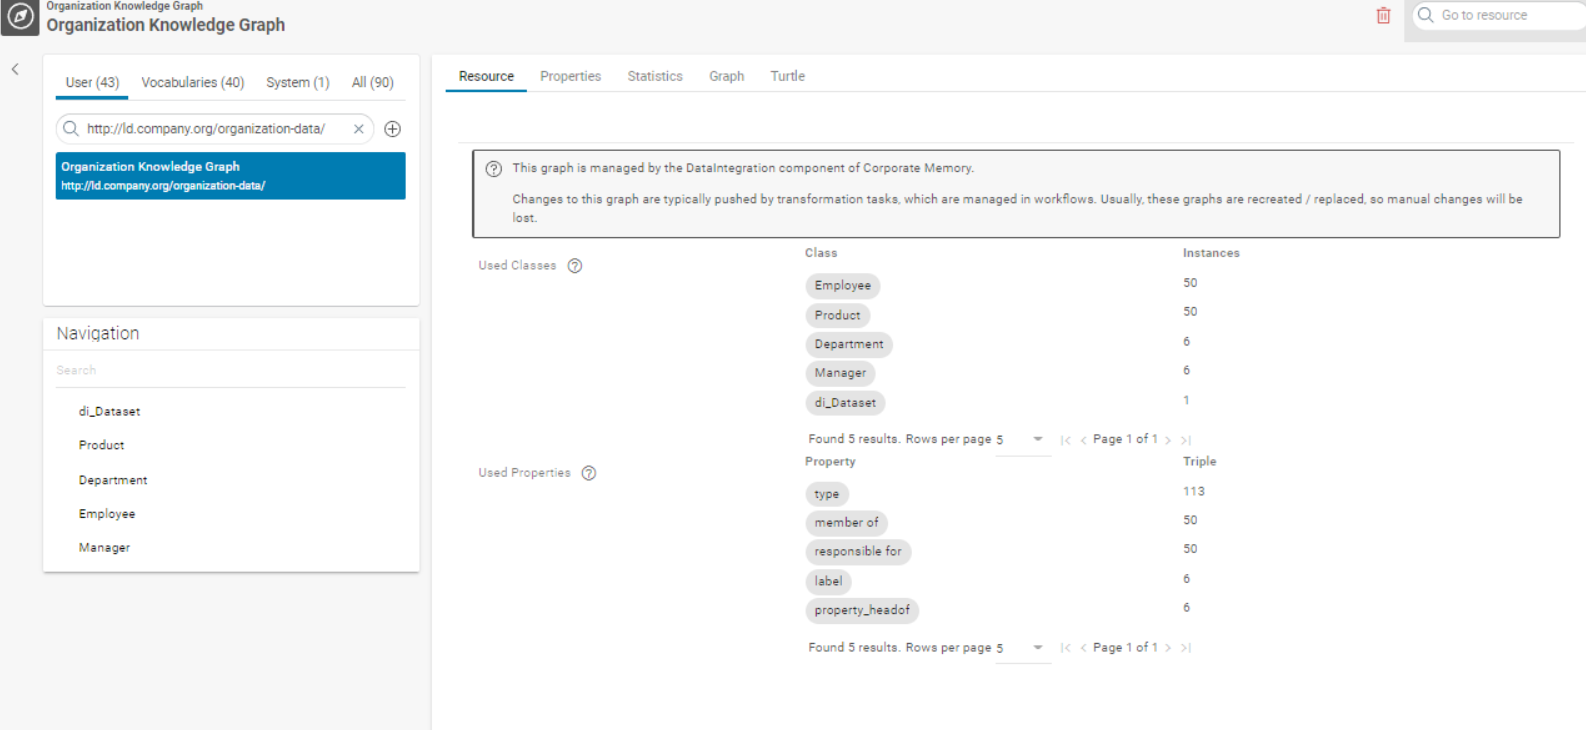 Organization Knowledge Graph
Organization Knowledge Graph
Go to resource
User (43) Vocabularies (40) System (1) All (90)
http://ld.company.org/organization-data/
Organization Knowledge Graph
http://ld.company.org/organization-data/
Navigation
Search
di_Dataset
Product
Department
Employee
Manager
Resource Properties Statistics Graph Turtle
This graph is managed by the DataIntegration component of Corporate Memory.
Changes to this graph are typically pushed by transformation tasks, which are managed in workflows. Usually, these graphs are recreated / replaced, so manual changes will be
lost.
Used Classes
Class Instances
Employee 50
Product 50
Department 6
Manager 6
di_Dataset 1
Found 5 results. Rows per page 5 Page 1 of 1
Used Properties
Property Triple
type 113
member of 50
responsible for 50
label 6
property_headof 6
Found 5 results. Rows per page 5 Page 1 of 1